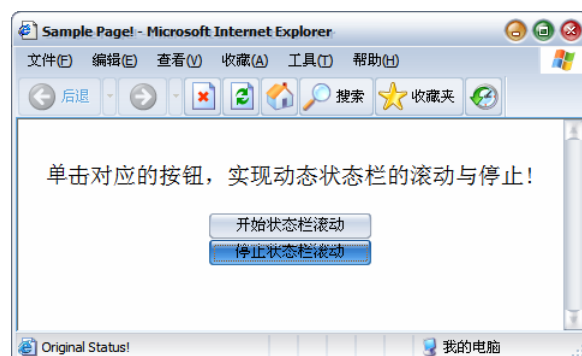 Sample Page! - Microsoft Internet Explorer
文件(F) 编辑(E) 查看(V) 收藏(A) 工具(T) 帮助(H)
后退 搜索 收藏夹
单击对应的按钮，实现动态状态栏的滚动与停止!
开始状态栏滚动
停止状态栏滚动
Original Status! 我的电脑